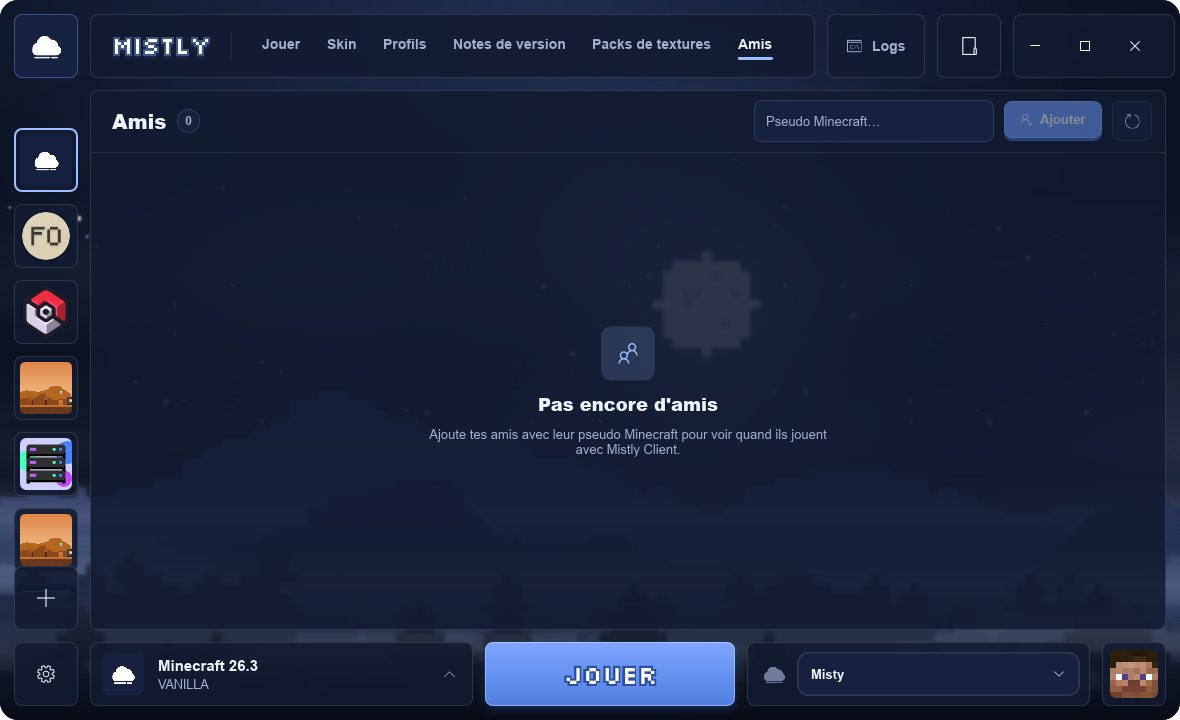 MISTLY
Jouer
Skin
Profils
Notes de version
Packs de textures
Amis
Logs
Amis
0
Pseudo Minecraft...
Ajouter
FO
Pas encore d'amis
Ajoute tes amis avec leur pseudo Minecraft pour voir quand ils jouent
avec Mistly Client.
Minecraft 26.3
VANILLA
JOUER
Misty